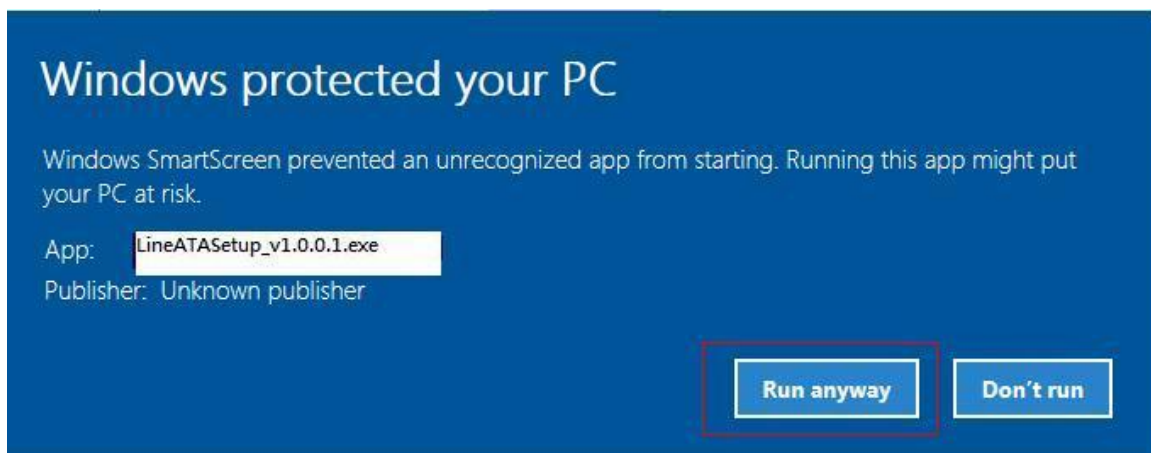 Windows protected your PC
Windows SmartScreen prevented an unrecognized app from starting. Running this app might put
your PC at risk.
App: LineATASetup_v1.0.0.1.exe
Publisher: Unknown publisher
Run anyway Don't run